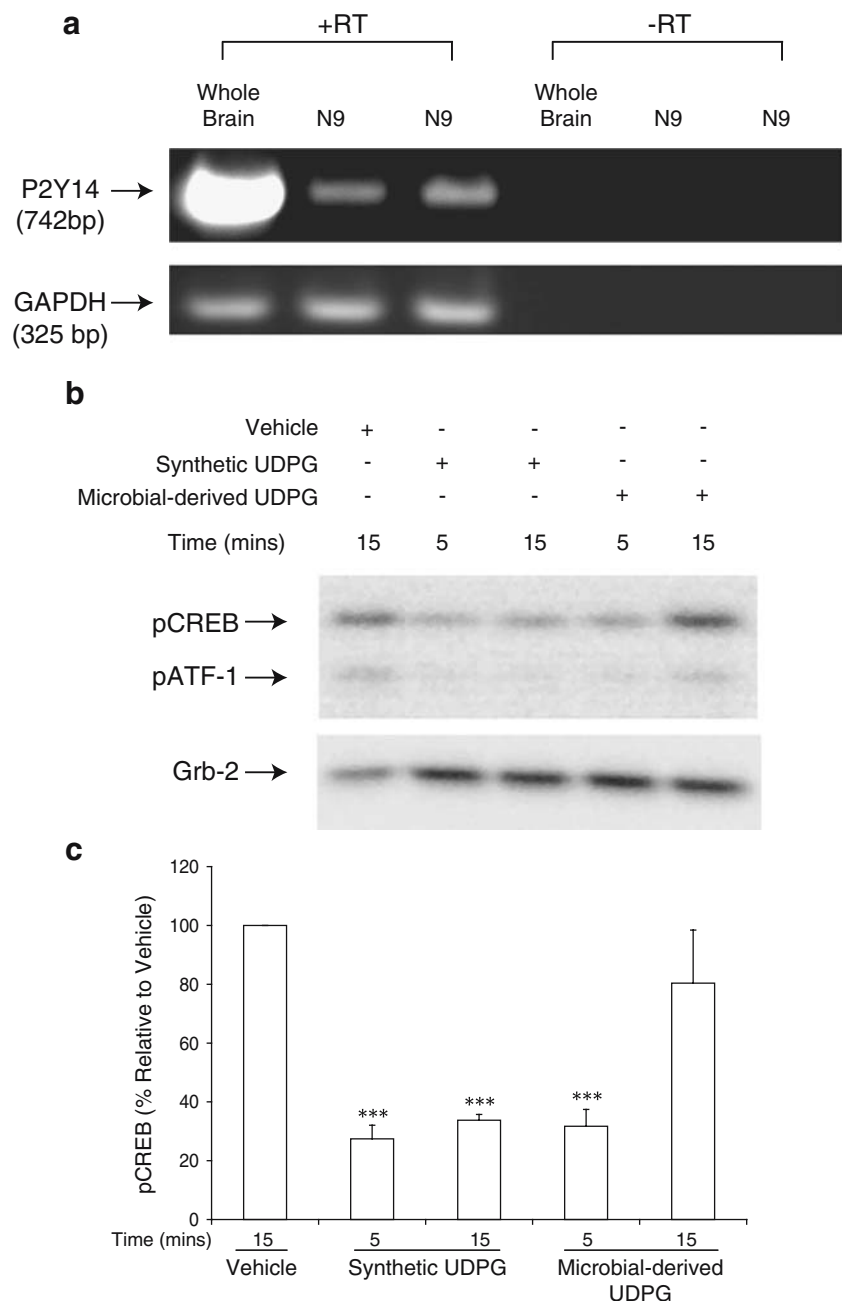 a
+RT -RT
Whole Brain N9 N9 Whole Brain N9 N9
P2Y14
(742bp)
GAPDH
(325 bp)
b
Vehicle + - - - -
Synthetic UDPG - + + - -
Microbial-derived UDPG - - - + +
Time (mins) 15 5 15 5 15
pCREB
pATF-1
Grb-2
c
pCREB (% Relative to Vehicle)
120
100
80
60
40
20
0
*** *** ***
Time (mins) 15 5 15 5 15
Vehicle Synthetic UDPG Microbial-derived
UDPG